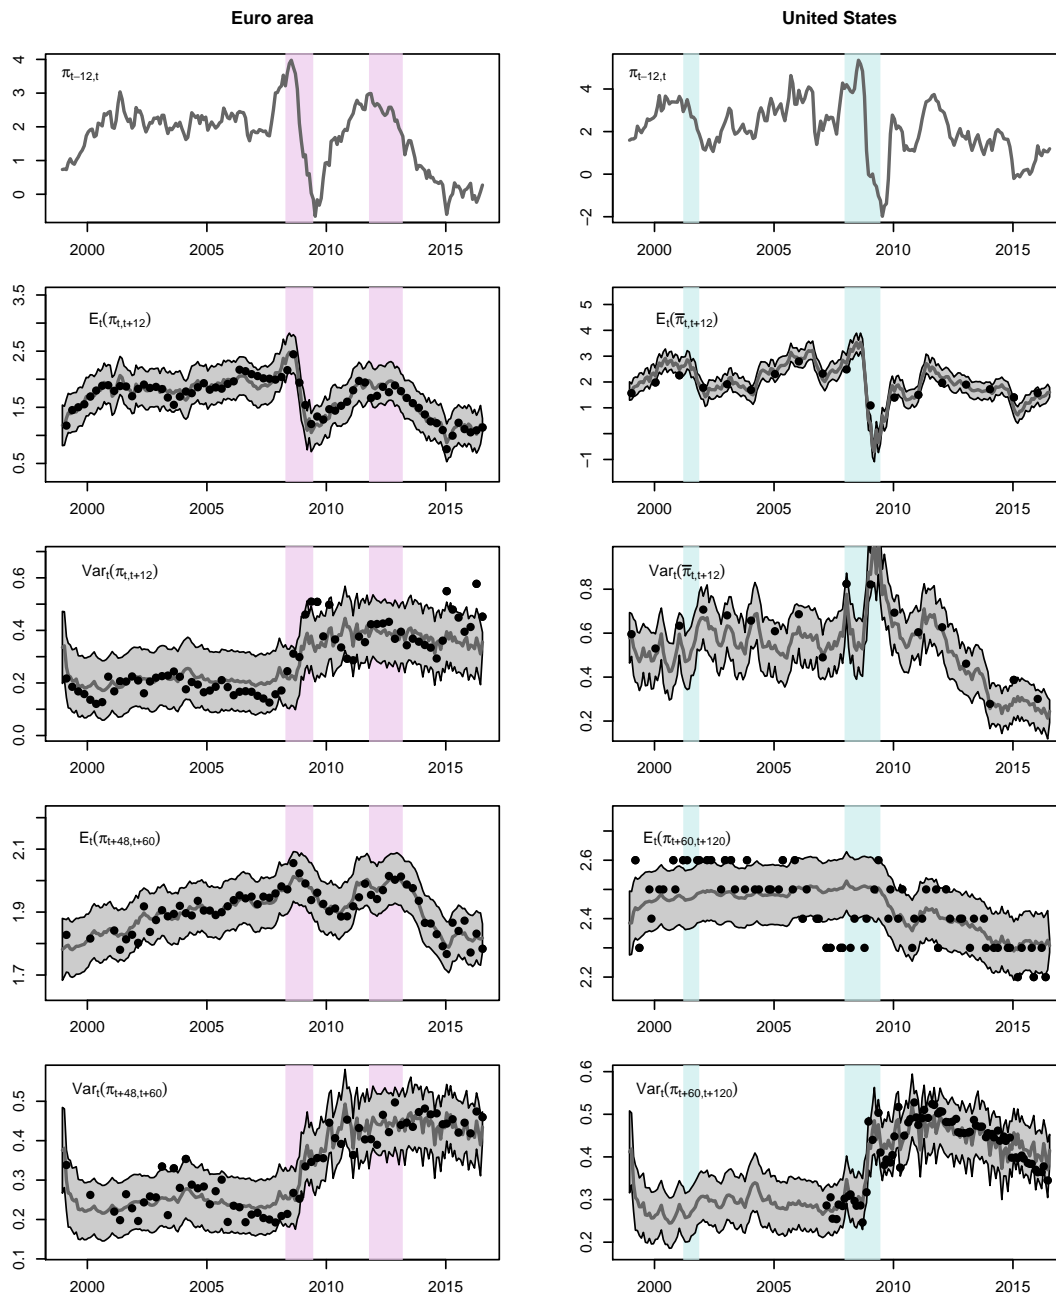 Euro area
United States
π_{t−12,t}
4
3
2
1
0
2000 2005 2010 2015
π_{t−12,t}
4
2
0
−2
2000 2005 2010 2015
E_t(π_{t,t+12})
3.5
2.5
1.5
0.5
2000 2005 2010 2015
E_t(π̅_{t,t+12})
5
4
3
2
1
−1
2000 2005 2010 2015
Var_t(π_{t,t+12})
0.6
0.4
0.2
0.0
2000 2005 2010 2015
Var_t(π̅_{t,t+12})
0.8
0.6
0.4
0.2
2000 2005 2010 2015
E_t(π_{t+48,t+60})
2.1
1.9
1.7
2000 2005 2010 2015
E_t(π_{t+60,t+120})
2.6
2.4
2.2
2000 2005 2010 2015
Var_t(π_{t+48,t+60})
0.5
0.4
0.3
0.2
0.1
2000 2005 2010 2015
Var_t(π_{t+60,t+120})
0.6
0.5
0.4
0.3
0.2
2000 2005 2010 2015